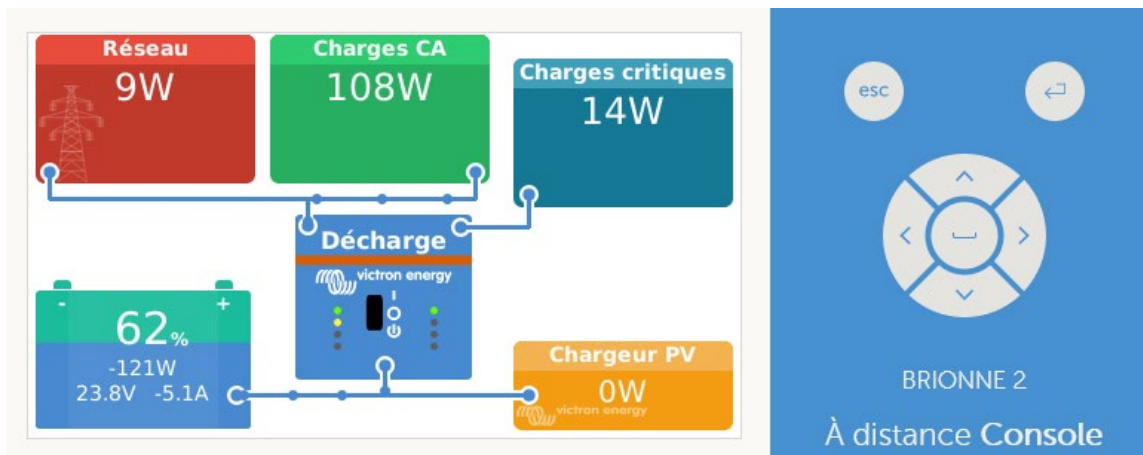 Réseau
9W
Charges CA
108W
Charges critiques
14W
Décharge
victron energy
- +
62%
-121W
23.8V -5.1A
Chargeur PV
0W
victron energy
esc
BRIONNE 2
À distance Console